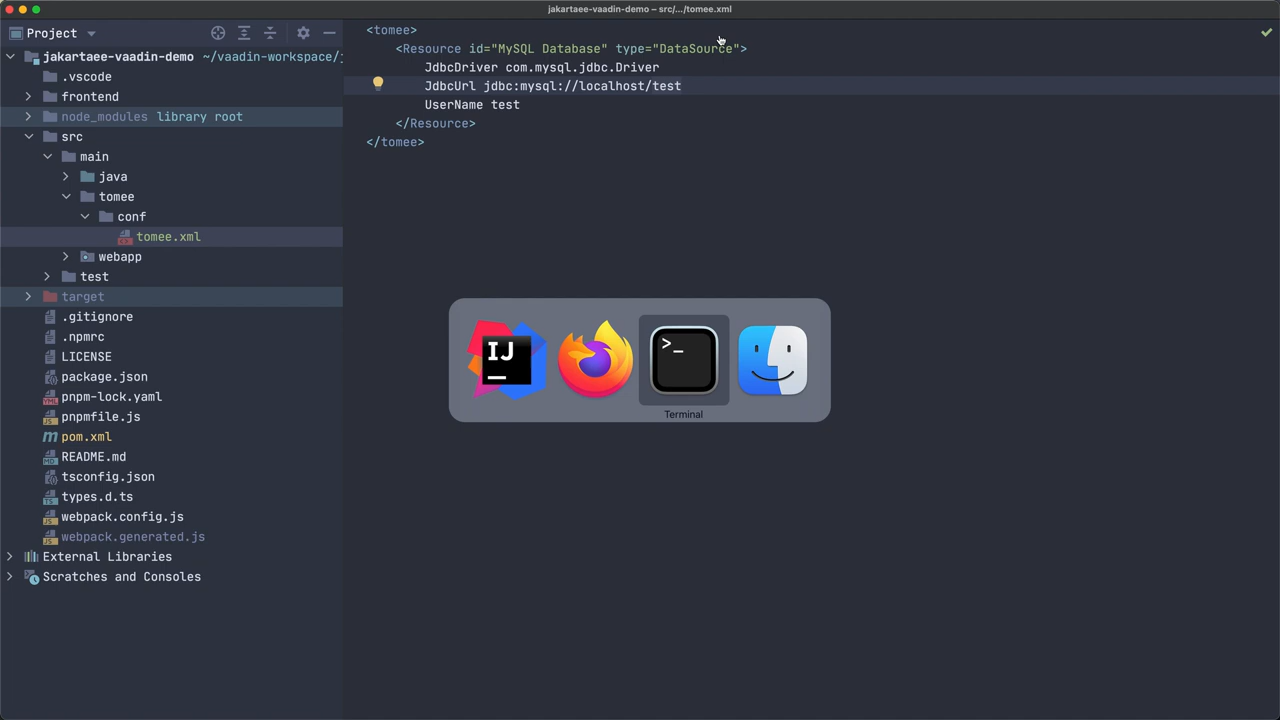 jakartaee-vaadin-demo – src/.../tomee.xml
Project
jakartaee-vaadin-demo ~/vaadin-workspace/j
.vscode
frontend
node_modules library root
src
main
java
tomee
conf
tomee.xml
webapp
test
target
.gitignore
.npmrc
LICENSE
package.json
pnpm-lock.yaml
pnpmfile.js
pom.xml
README.md
tsconfig.json
types.d.ts
webpack.config.js
webpack.generated.js
External Libraries
Scratches and Consoles
<tomee>
<Resource id="MySQL Database" type="DataSource">
JdbcDriver com.mysql.jdbc.Driver
JdbcUrl jdbc:mysql://localhost/test
UserName test
</Resource>
</tomee>
IJ
>_
Terminal